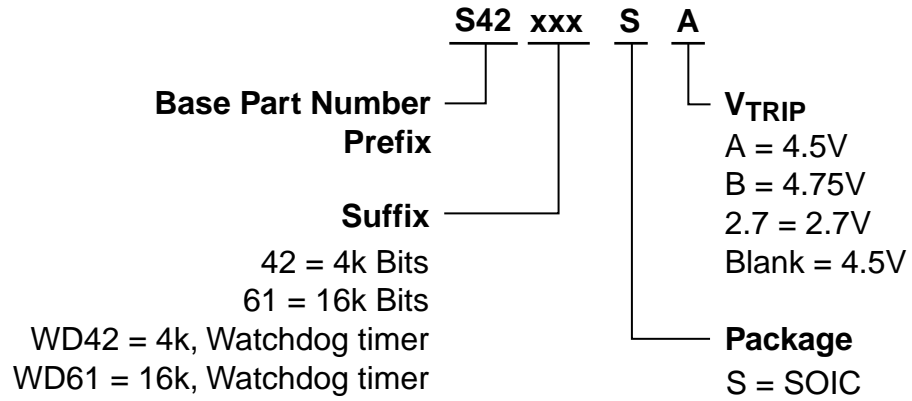 S42 xxx S A
Base Part Number
Prefix
Suffix
42 = 4k Bits
61 = 16k Bits
WD42 = 4k, Watchdog timer
WD61 = 16k, Watchdog timer
VTRIP
A = 4.5V
B = 4.75V
2.7 = 2.7V
Blank = 4.5V
Package
S = SOIC